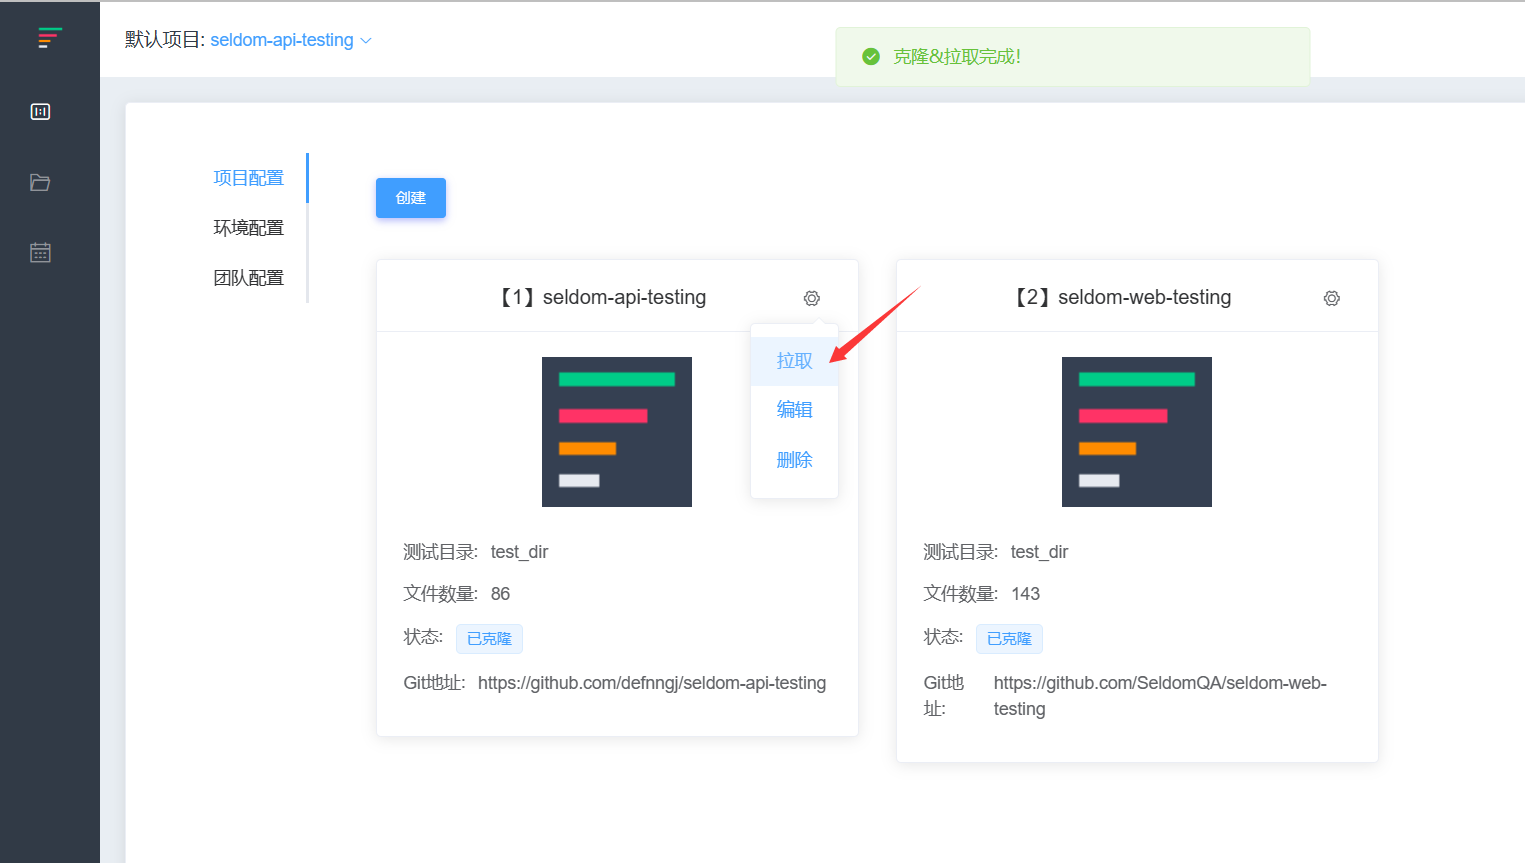 默认项目: seldom-api-testing
克隆&拉取完成!
项目配置
环境配置
团队配置
创建
【1】seldom-api-testing
拉取
编辑
删除
测试目录: test_dir
文件数量: 86
状态: 已克隆
Git地址: https://github.com/defnngj/seldom-api-testing
【2】seldom-web-testing
测试目录: test_dir
文件数量: 143
状态: 已克隆
Git地址: https://github.com/SeldomQA/seldom-web-
testing